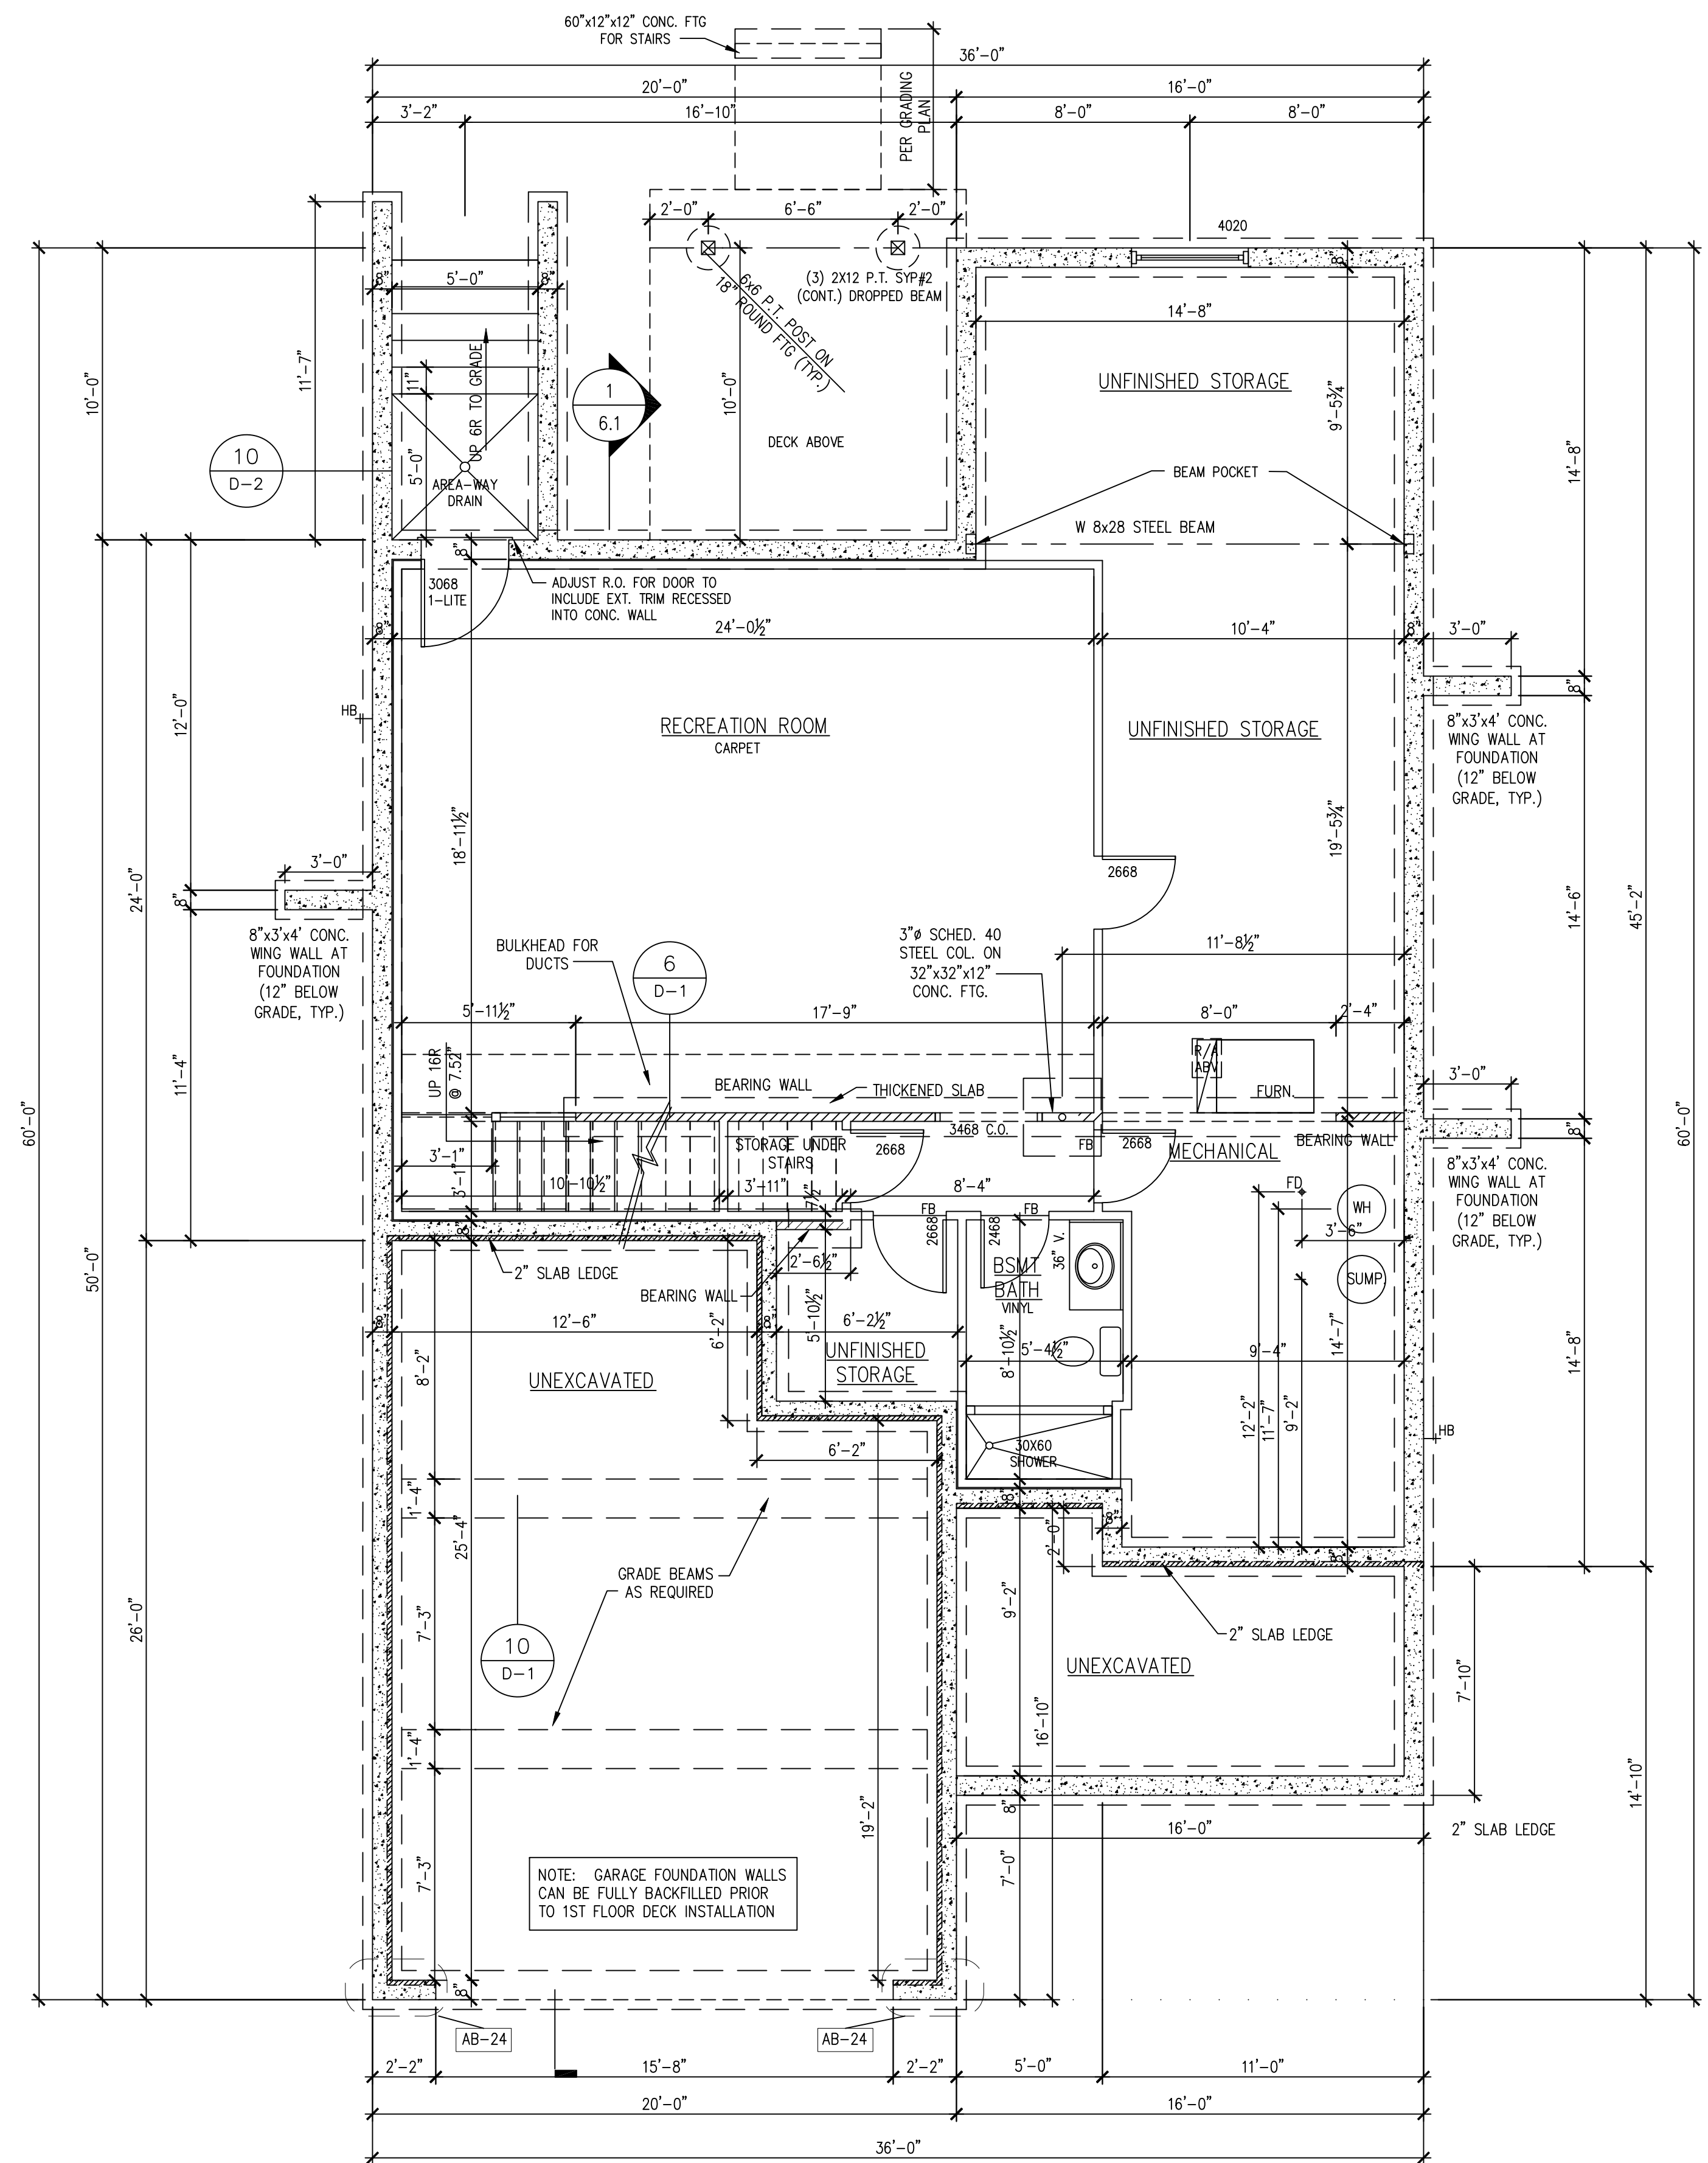 60"x12"x12" CONC. FTG
FOR STAIRS
36'-0"
20'-0"
16'-0"
3'-2"
16'-10"
8'-0"
8'-0"
PER GRADING
PLAN
2'-0"
6'-6"
2'-0"
4020
8"
5'-0"
8"
8"
(3) 2X12 P.T. SYP#2
(CONT.) DROPPED BEAM
6x6 P.T. POST ON
18" ROUND FTG (TYP.)
14'-8"
11'-7"
10'-0"
11"
UP 6R TO GRADE
1
6.1
10'-0"
UNFINISHED STORAGE
9'-5¾"
14'-8"
DECK ABOVE
10
D-2
5'-0"
AREA-WAY
DRAIN
BEAM POCKET
W 8x28 STEEL BEAM
8"
3068
1-LITE
ADJUST R.O. FOR DOOR TO
INCLUDE EXT. TRIM RECESSED
INTO CONC. WALL
8"
24'-0½"
10'-4"
8"
3'-0"
8"
HB
12'-0"
RECREATION ROOM
CARPET
UNFINISHED STORAGE
8"x3'x4' CONC.
WING WALL AT
FOUNDATION
(12" BELOW
GRADE, TYP.)
18'-11½"
19'-5¾"
14'-6"
45'-2"
24'-0"
3'-0"
8"
2668
8"x3'x4' CONC.
WING WALL AT
FOUNDATION
(12" BELOW
GRADE, TYP.)
BULKHEAD FOR
DUCTS
6
D-1
3"ø SCHED. 40
STEEL COL. ON
32"x32"x12"
CONC. FTG.
11'-8½"
5'-11½"
17'-9"
8'-0"
2'-4"
11'-4"
UP 16R
@ 7.52"
BEARING WALL
THICKENED SLAB
R/A
ABV
FURN.
3'-0"
60'-0"
60'-0"
3468 C.O.
FB
2668
BEARING WALL
8"
STORAGE UNDER
STAIRS
2668
MECHANICAL
3'-1"
3'-1"
10'-10½"
3'-11"
7½"
8'-4"
8"x3'x4' CONC.
WING WALL AT
FOUNDATION
(12" BELOW
GRADE, TYP.)
FD
WH
3'-6"
SUMP
8"
FB
FB
2668
2468
36" V.
BSMT
BATH
VINYL
2" SLAB LEDGE
2'-6½"
BEARING WALL
50'-0"
8"
12'-6"
8"
6'-2"
5'-10½"
6'-2½"
8'-10½"
5'-4½"
9'-4"
14'-7"
14'-8"
8'-2"
UNEXCAVATED
UNFINISHED
STORAGE
12'-2"
11'-7"
9'-2"
HB
6'-2"
30X60
SHOWER
1'-4"
8"
8"
2'-0"
8"
25'-4"
GRADE BEAMS
AS REQUIRED
9'-2"
26'-0"
7'-3"
2" SLAB LEDGE
10
D-1
UNEXCAVATED
7'-10"
16'-10"
1'-4"
14'-10"
19'-2"
8"
16'-0"
2" SLAB LEDGE
7'-3"
NOTE: GARAGE FOUNDATION WALLS
CAN BE FULLY BACKFILLED PRIOR
TO 1ST FLOOR DECK INSTALLATION
7'-0"
8"
AB-24
AB-24
2'-2"
15'-8"
2'-2"
5'-0"
11'-0"
20'-0"
16'-0"
36'-0"